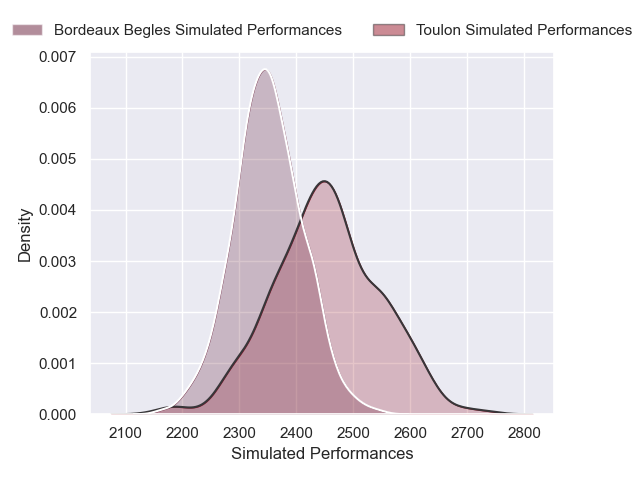 Bordeaux Begles Simulated Performances Toulon Simulated Performances
0.007
0.006
0.005
0.004
0.003
0.002
0.001
0.000
Density
2100 2200 2300 2400 2500 2600 2700 2800
Simulated Performances